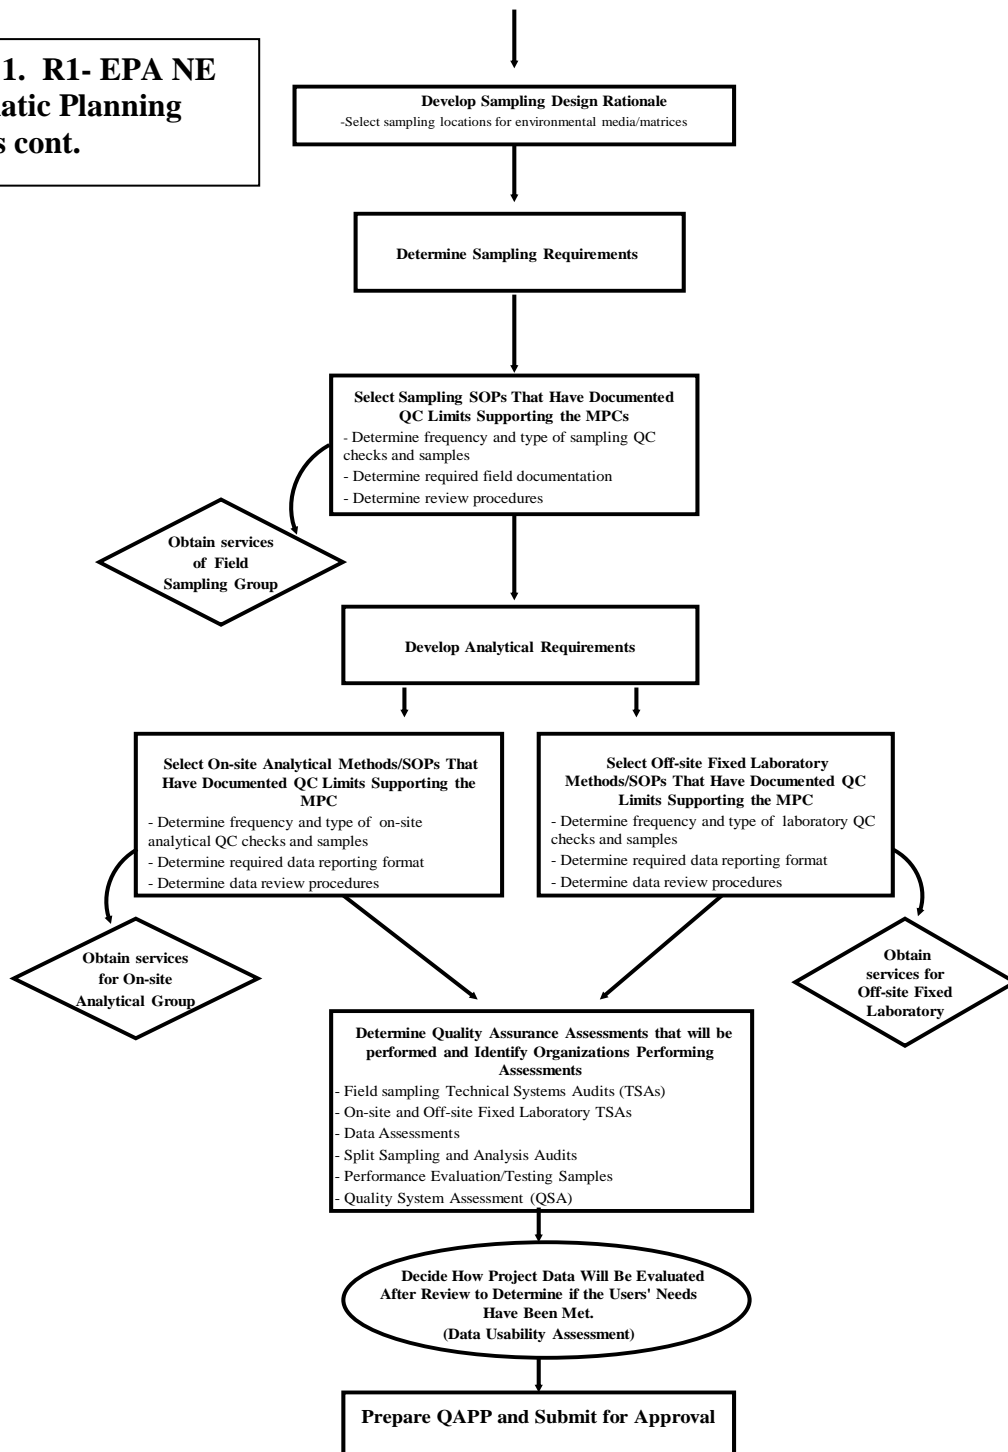 1. R1- EPA NE
atic Planning
s cont.
Develop Sampling Design Rationale
-Select sampling locations for environmental media/matrices
Determine Sampling Requirements
Select Sampling SOPs That Have Documented
QC Limits Supporting the MPCs
- Determine frequency and type of sampling QC
checks and samples
- Determine required field documentation
- Determine review procedures
Obtain services
of Field
Sampling Group
Develop Analytical Requirements
Select On-site Analytical Methods/SOPs That
Have Documented QC Limits Supporting the
MPC
- Determine frequency and type of on-site
analytical QC checks and samples
- Determine required data reporting format
- Determine data review procedures
Select Off-site Fixed Laboratory
Methods/SOPs That Have Documented QC
Limits Supporting the MPC
- Determine frequency and type of laboratory QC
checks and samples
- Determine required data reporting format
- Determine data review procedures
Obtain services
for On-site
Analytical Group
Obtain
services for
Off-site Fixed
Laboratory
Determine Quality Assurance Assessments that will be
performed and Identify Organizations Performing
Assessments
- Field sampling Technical Systems Audits (TSAs)
- On-site and Off-site Fixed Laboratory TSAs
- Data Assessments
- Split Sampling and Analysis Audits
- Performance Evaluation/Testing Samples
- Quality System Assessment (QSA)
Decide How Project Data Will Be Evaluated
After Review to Determine if the Users' Needs
Have Been Met.
(Data Usability Assessment)
Prepare QAPP and Submit for Approval